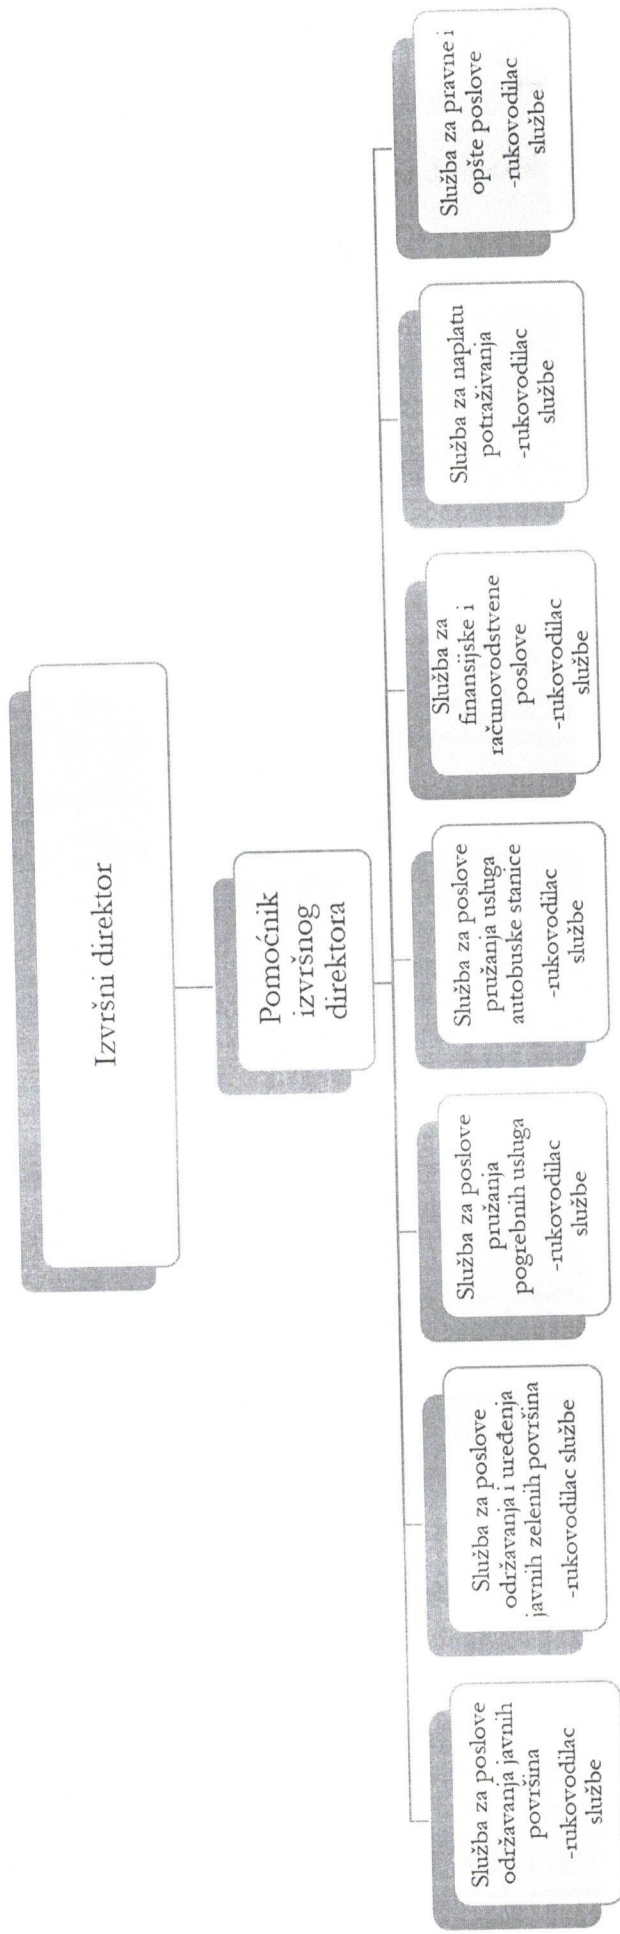 Izvršni direktor
Pomoćnik
izvršnog
direktora
Služba za poslove
održavanja javnih
površina
-rukovodilac
službe
Služba za poslove
održavanja i uređenja
javnih zelenih površina
-rukovodilac službe
Služba za poslove
pružanja
pogrebnih usluga
-rukovodilac
službe
Služba za poslove
pružanja usluga
autobuske stanice
-rukovodilac
službe
Služba za
finansijske i
računovodstvene
poslove
-rukovodilac
službe
Služba za naplatu
potraživanja
-rukovodilac
službe
Služba za pravne i
opšte poslove
-rukovodilac
službe